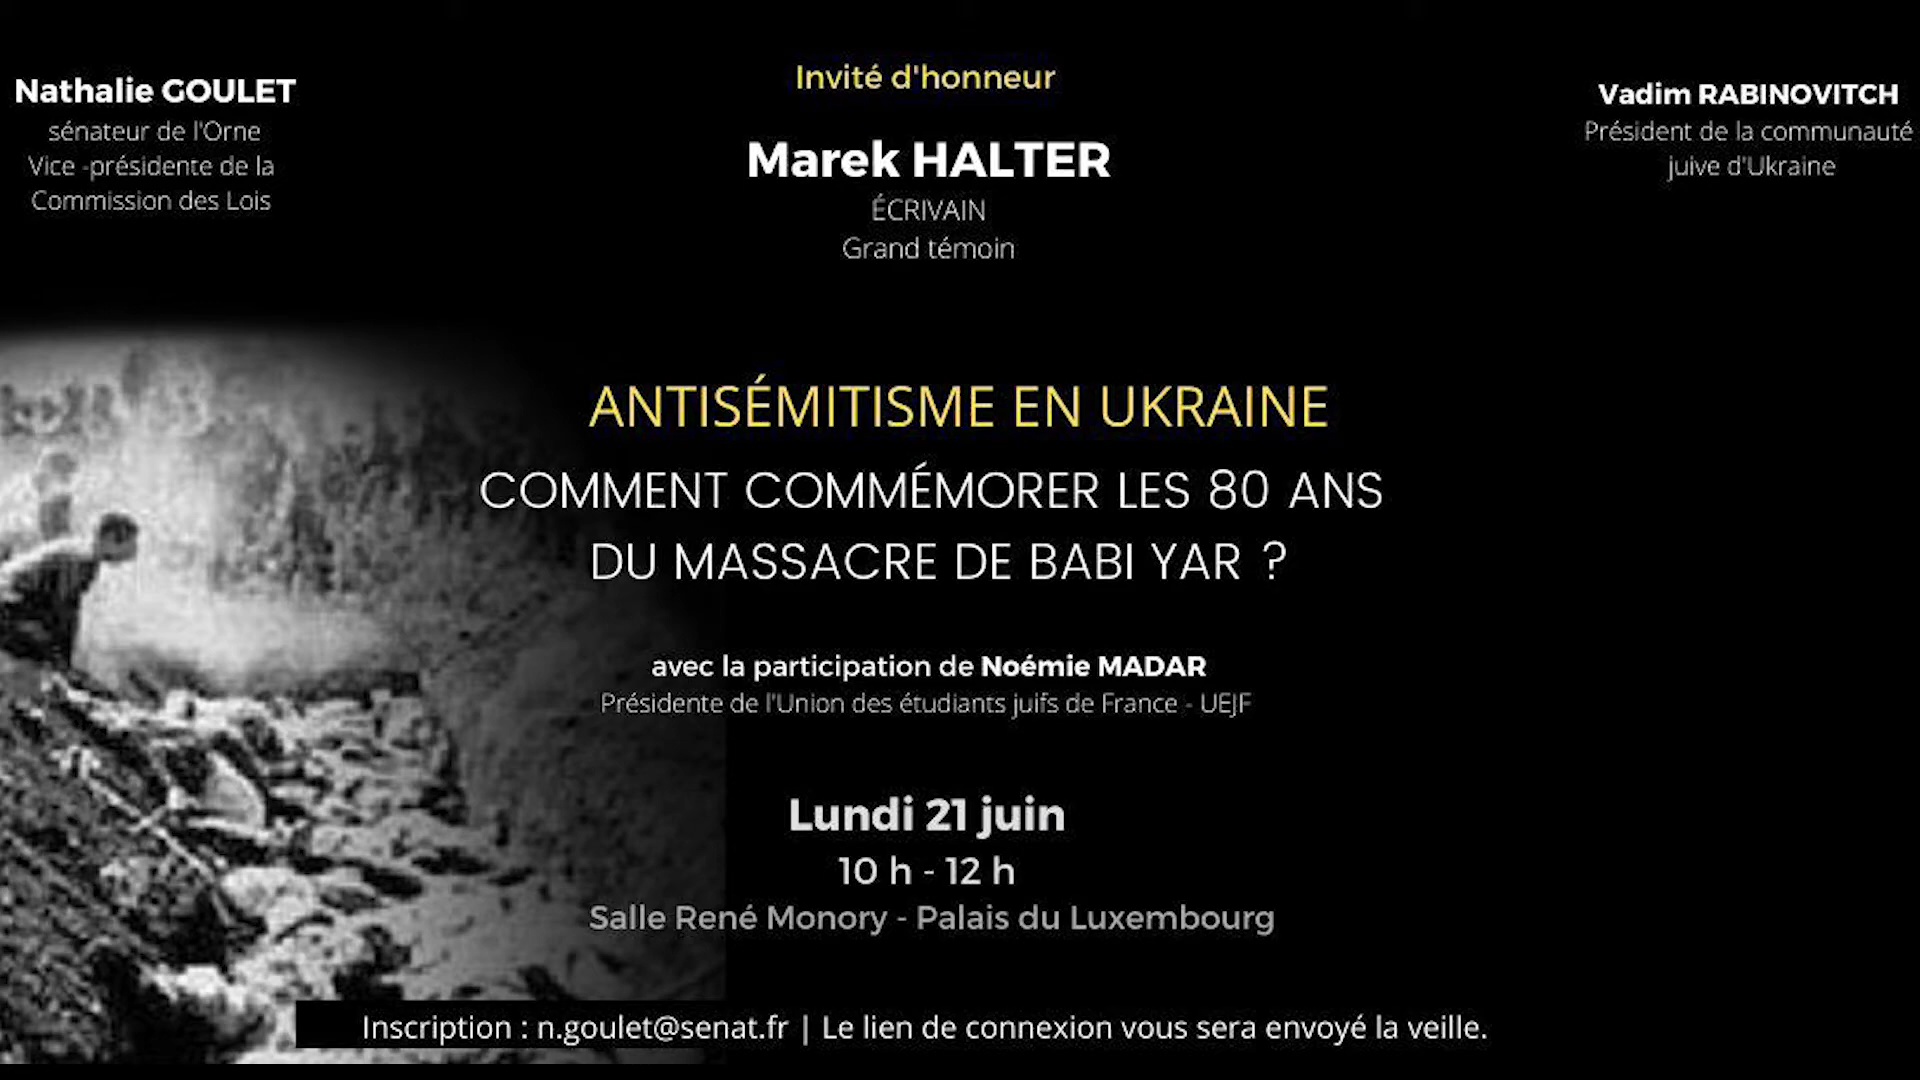 Nathalie GOULET
sénateur de l'Orne
Vice -présidente de la
Commission des Lois
Invité d'honneur
Marek HALTER
ÉCRIVAIN
Grand témoin
Vadim RABINOVITCH
Président de la communauté
juive d'Ukraine
ANTISÉMITISME EN UKRAINE
COMMENT COMMÉMORER LES 80 ANS
DU MASSACRE DE BABI YAR ?
avec la participation de Noémie MADAR
Présidente de l'Union des étudiants juifs de France - UEJF
Lundi 21 juin
10 h - 12 h
Salle René Monory - Palais du Luxembourg
Inscription : n.goulet@senat.fr | Le lien de connexion vous sera envoyé la veille.